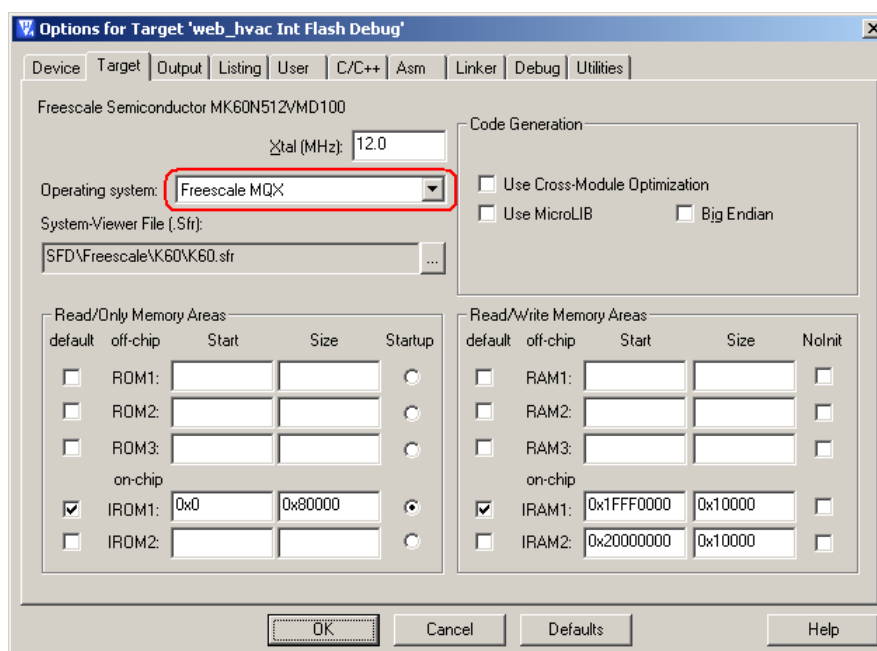 Options for Target 'web_hvac Int Flash Debug'
Device Target Output Listing User C/C++ Asm Linker Debug Utilities
Freescale Semiconductor MK60N512VMD100
Xtal (MHz): 12.0
Operating system: Freescale MQX
System-Viewer File (.Sfr):
SFD\Freescale\K60\K60.sfr ...
Code Generation
Use Cross-Module Optimization
Use MicroLIB Big Endian
Read/Only Memory Areas
default off-chip Start Size Startup
ROM1:
ROM2:
ROM3:
on-chip
IROM1: 0x0 0x80000
IROM2:
Read/Write Memory Areas
default off-chip Start Size NoInit
RAM1:
RAM2:
RAM3:
on-chip
IRAM1: 0x1FFF0000 0x10000
IRAM2: 0x20000000 0x10000
OK Cancel Defaults Help